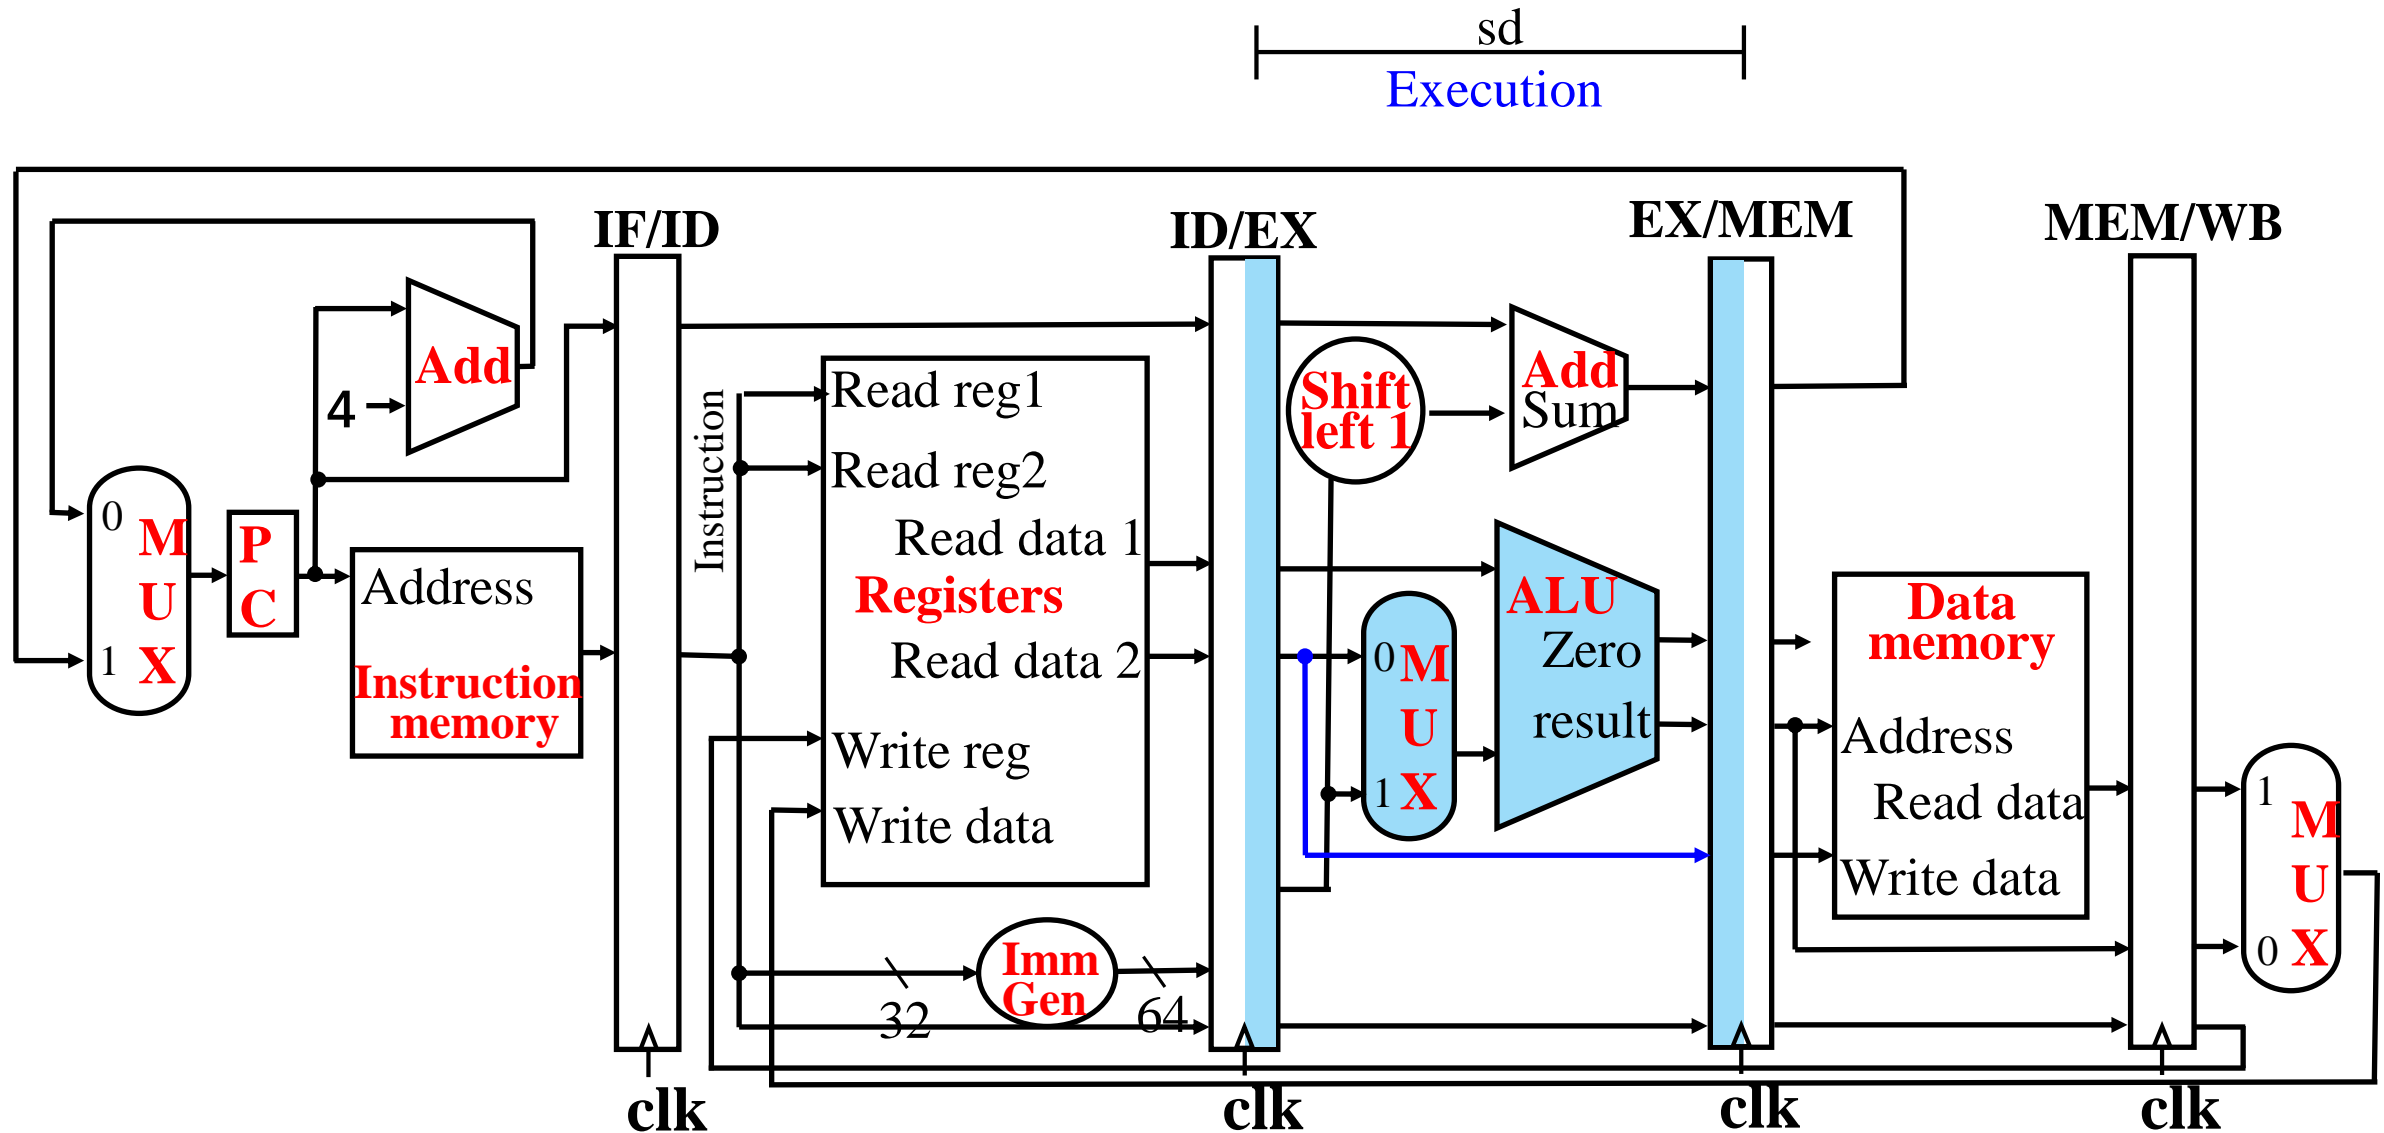 sd
Execution
IF/ID
ID/EX
EX/MEM
MEM/WB
Add
4
0
M
U
X
1
P
C
Address
Instruction
memory
Instruction
Read reg1
Read reg2
Read data 1
Registers
Read data 2
Write reg
Write data
Imm
Gen
32
64
Shift
left 1
Add
Sum
0
M
U
X
1
ALU
Zero
result
Data
memory
Address
Read data
Write data
1
M
U
X
0
clk
clk
clk
clk